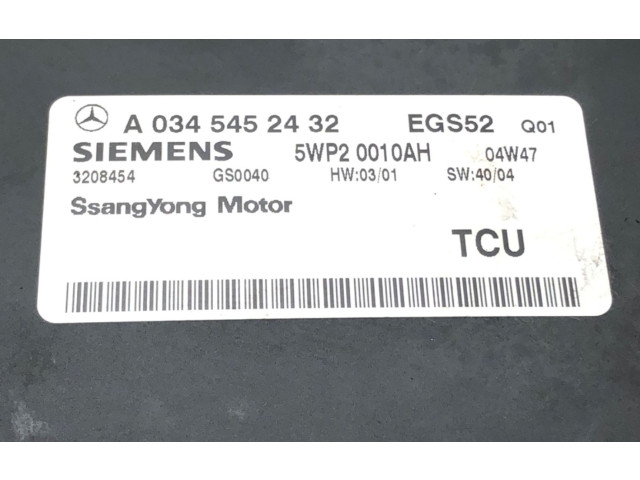 A 034 545 24 32 EGS52 Q01
SIEMENS 5WP2 0010AH 04W47
3208454 GS0040 HW:03/01 SW:40/04
SsangYong Motor
TCU